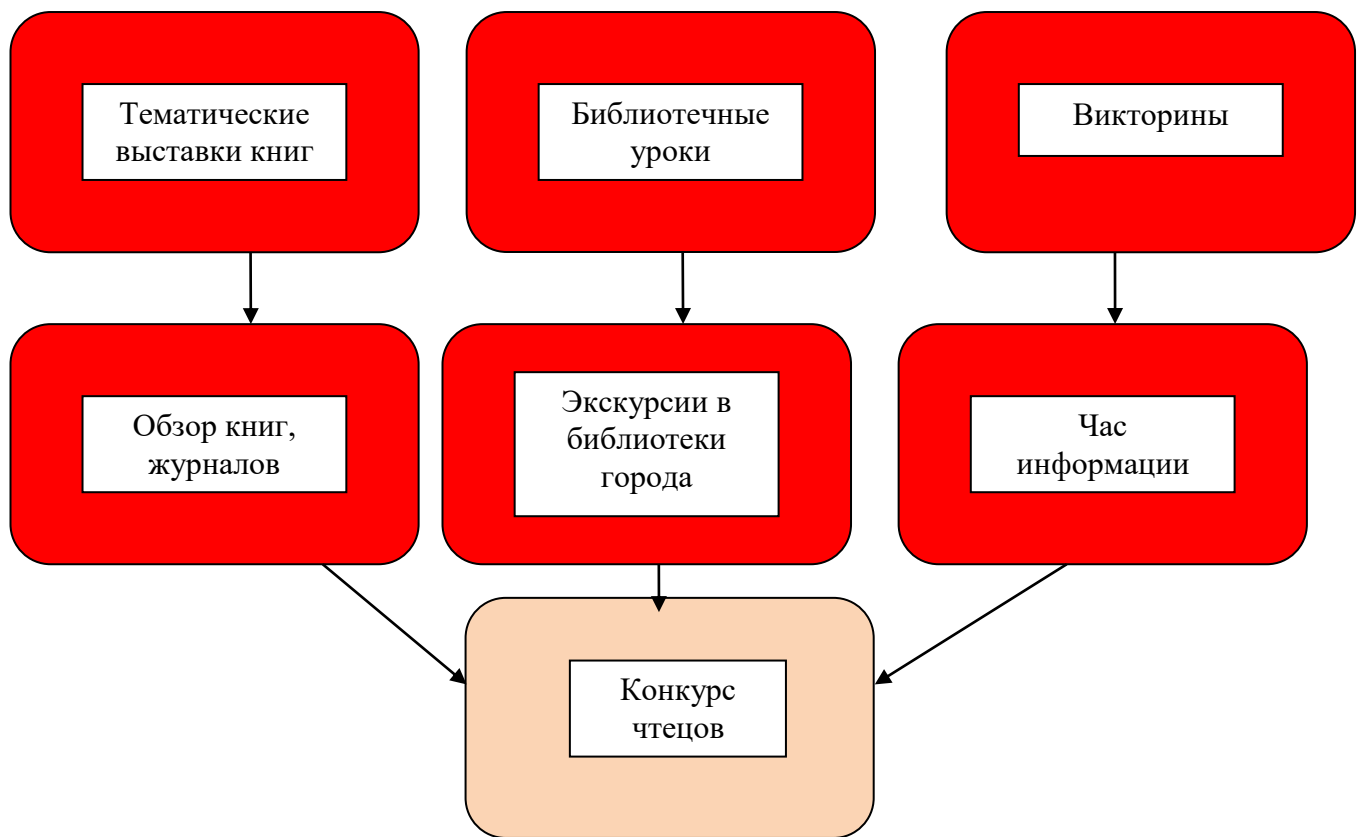 Тематические
выставки книг
Библиотечные
уроки
Викторины
Обзор книг,
журналов
Экскурсии в
библиотеки
города
Час
информации
Конкурс
чтецов